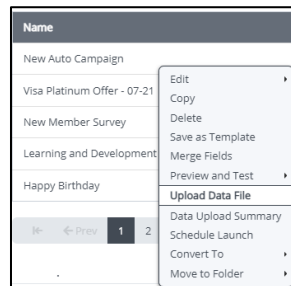 Name
New Auto Campaign
Visa Platinum Offer - 07-21
New Member Survey
Learning and Development
Happy Birthday
Prev 1 2
Edit
Copy
Delete
Save as Template
Merge Fields
Preview and Test
Upload Data File
Data Upload Summary
Schedule Launch
Convert To
Move to Folder